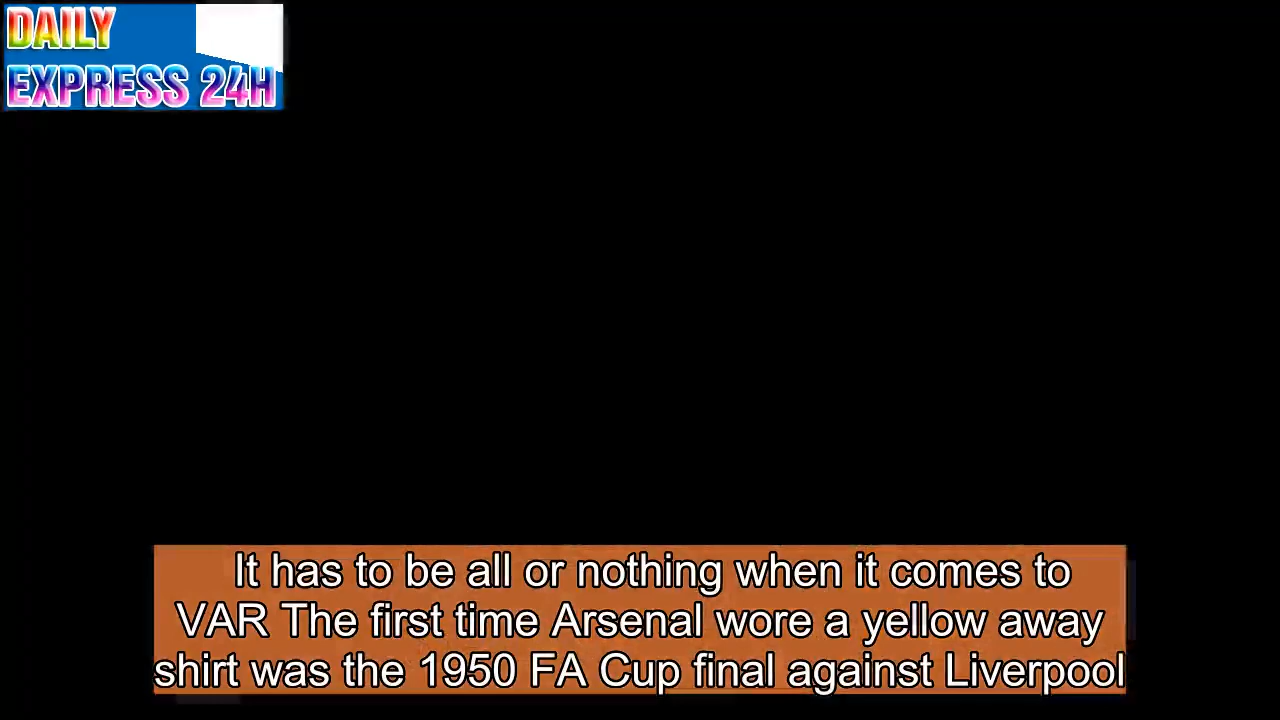 DAILY
EXPRESS 24H
It has to be all or nothing when it comes to
VAR The first time Arsenal wore a yellow away
shirt was the 1950 FA Cup final against Liverpool